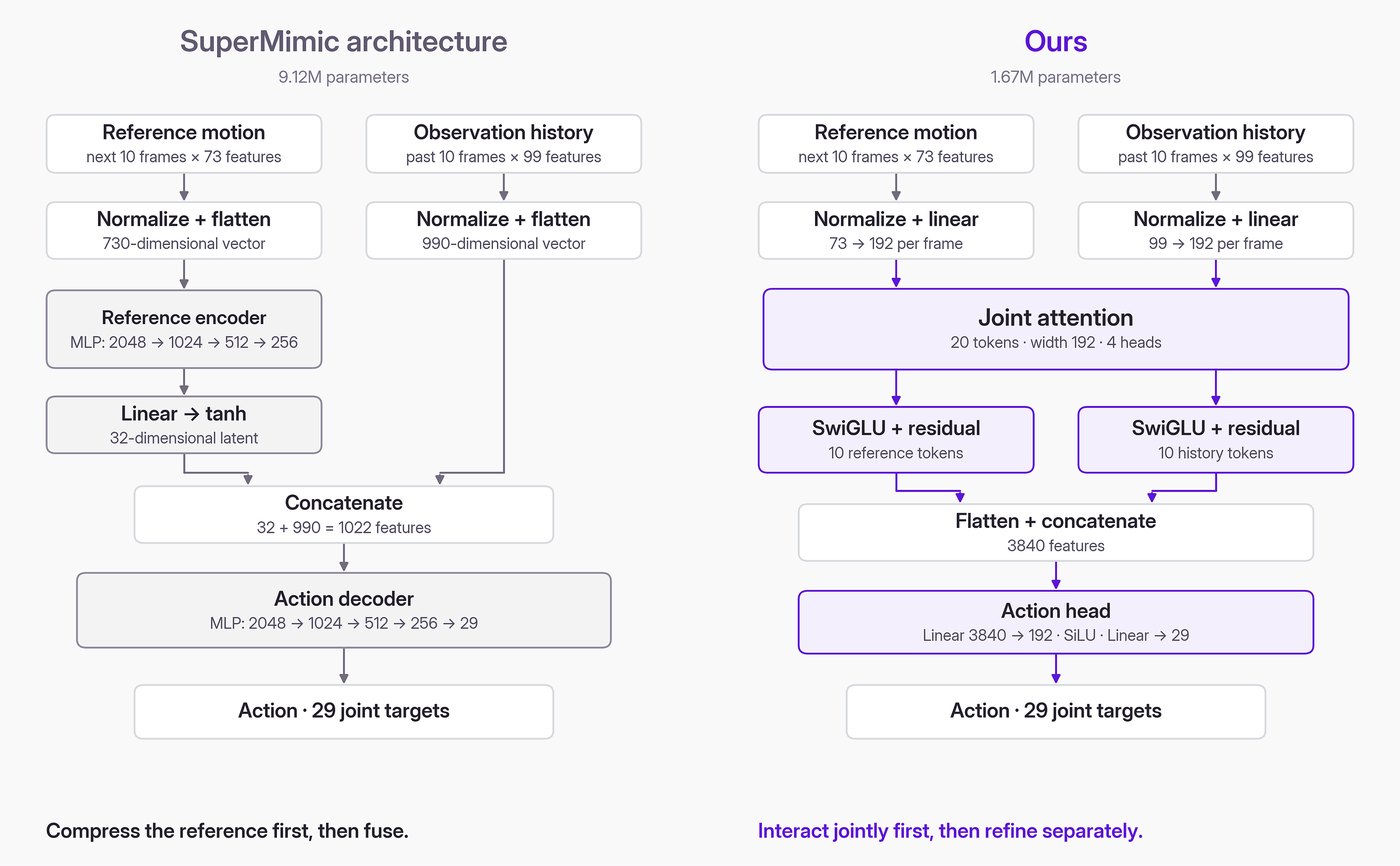 SuperMimic architecture
9.12M parameters
Reference motion
next 10 frames × 73 features
Observation history
past 10 frames × 99 features
Normalize + flatten
730-dimensional vector
Normalize + flatten
990-dimensional vector
Reference encoder
MLP: 2048 → 1024 → 512 → 256
Linear → tanh
32-dimensional latent
Concatenate
32 + 990 = 1022 features
Action decoder
MLP: 2048 → 1024 → 512 → 256 → 29
Action · 29 joint targets
Compress the reference first, then fuse.
Ours
1.67M parameters
Reference motion
next 10 frames × 73 features
Observation history
past 10 frames × 99 features
Normalize + linear
73 → 192 per frame
Normalize + linear
99 → 192 per frame
Joint attention
20 tokens · width 192 · 4 heads
SwiGLU + residual
10 reference tokens
SwiGLU + residual
10 history tokens
Flatten + concatenate
3840 features
Action head
Linear 3840 → 192 · SiLU · Linear → 29
Action · 29 joint targets
Interact jointly first, then refine separately.